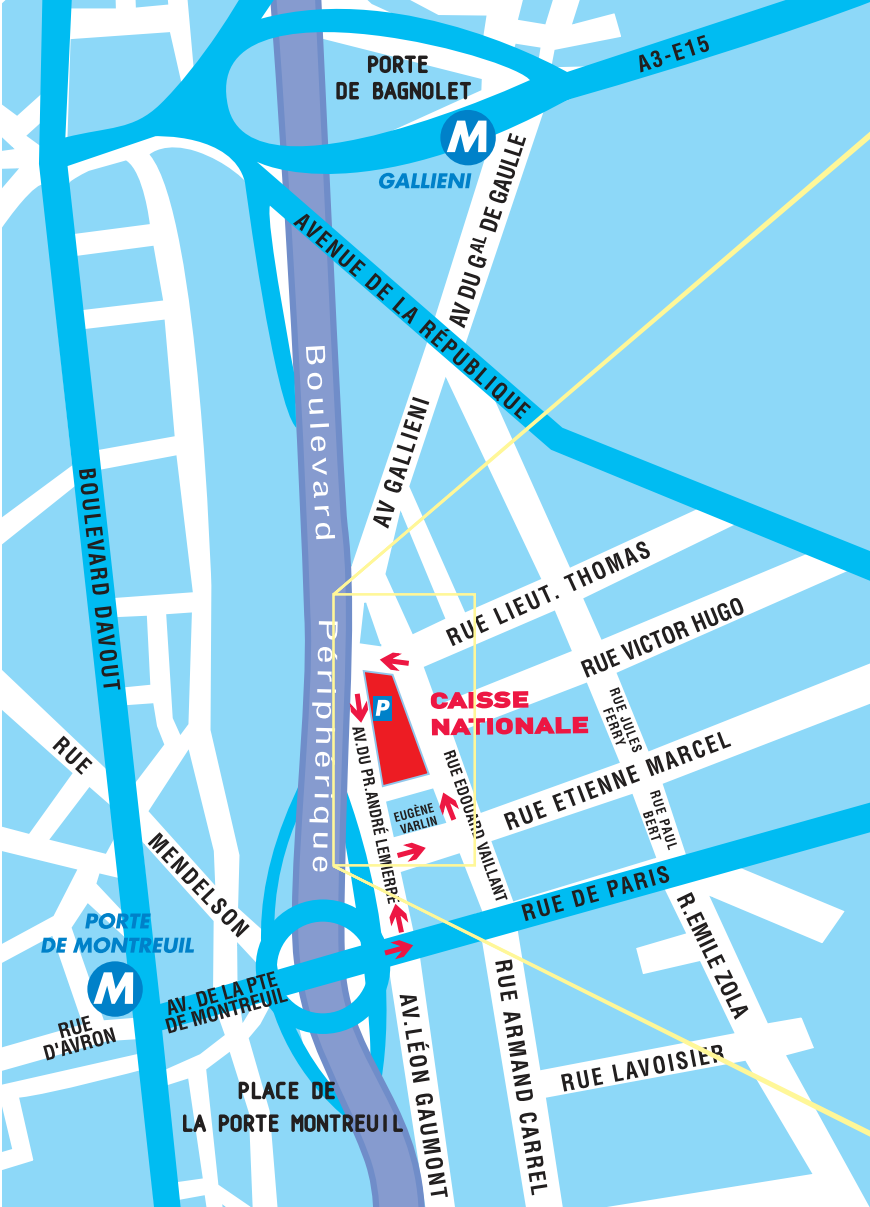 A3-E15
PORTE
DE BAGNOLET
M
GALLIENI
AV DU GAL DE GAULLE
AVENUE DE LA RÉPUBLIQUE
Boulevard
AV GALLIENI
BOULEVARD DAVOUT
RUE LIEUT. THOMAS
RUE VICTOR HUGO
Périphérique
P
CAISSE
NATIONALE
RUE JULES
FERRY
AV.DU PR.ANDRÉ LEMIERRE
RUE EDOUARD VAILLANT
RUE ETIENNE MARCEL
EUGÈNE
VARLIN
RUE PAUL
BERT
RUE
MENDELSON
RUE DE PARIS
R.EMILE ZOLA
PORTE
DE MONTREUIL
M
AV. DE LA PTE
DE MONTREUIL
RUE
D'AVRON
AV.LÉON GAUMONT
RUE ARMAND CARREL
RUE LAVOISIER
PLACE DE
LA PORTE MONTREUIL